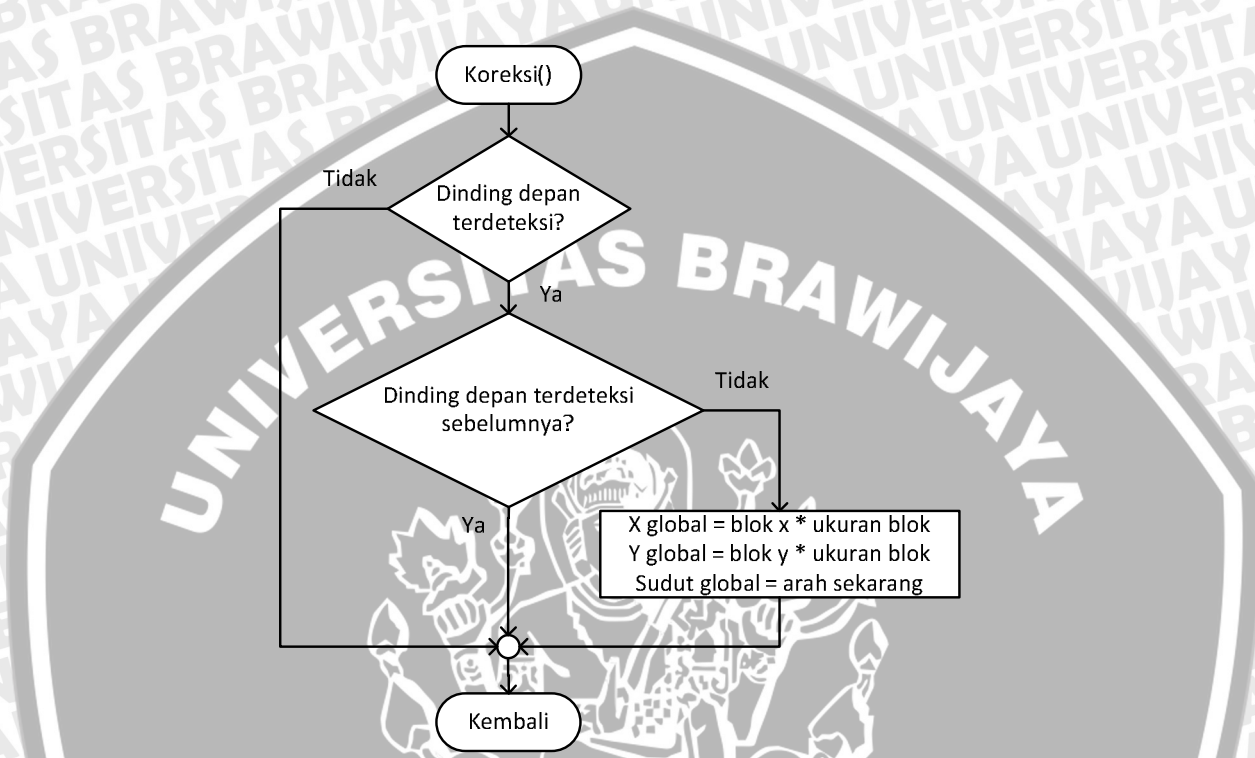 Koreksi()
Tidak
Dinding depan
terdeteksi?
Ya
Dinding depan terdeteksi
sebelumnya?
Tidak
Ya
X global = blok x * ukuran blok
Y global = blok y * ukuran blok
Sudut global = arah sekarang
Kembali
UNIVERSITAS BRAWIJAYA